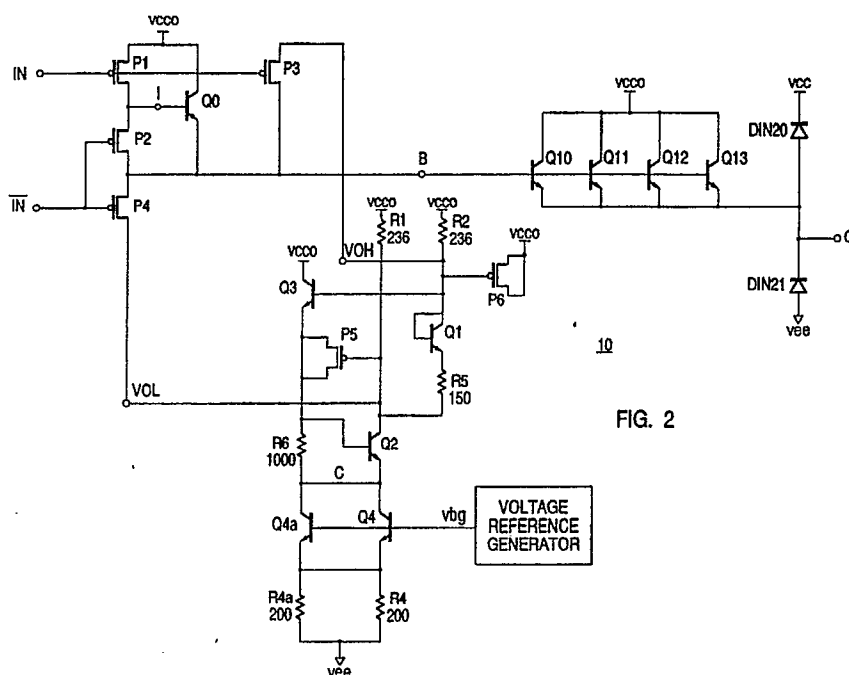 vcco
IN
P1
P3
I
Q0
vcco
vcc
P2
DIN20
B
Q10
Q11
Q12
Q13
IN
P4
vcco
vcco
R1
236
R2
236
O
vcco
VOH
vcco
Q3
P6
DIN21
Q1
vee
P5
10
R5
150
VOL
FIG. 2
R6
1000
Q2
C
Q4a
Q4
vbg
VOLTAGE
REFERENCE
GENERATOR
R4a
200
R4
200
vee